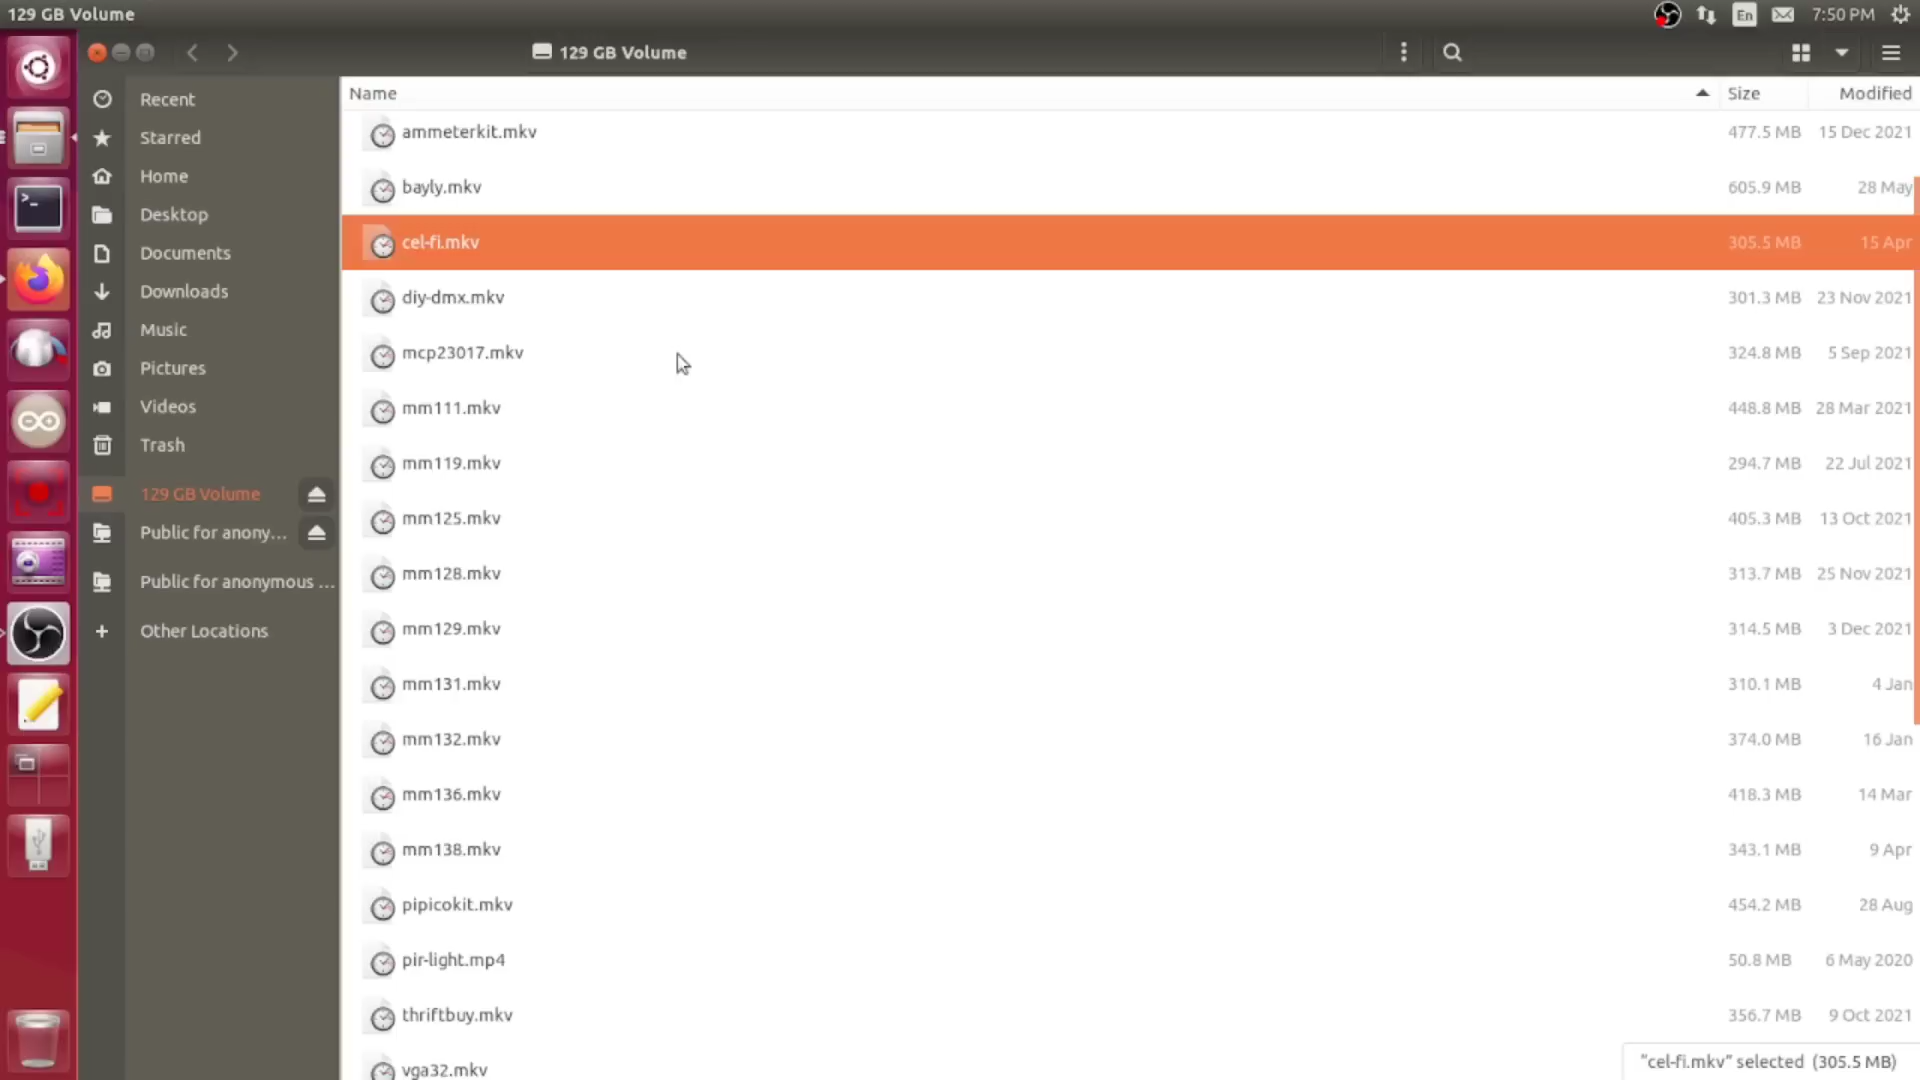 129 GB Volume
En
7:50 PM
129 GB Volume
Name
Size
Modified
Recent
Starred
Home
Desktop
Documents
Downloads
Music
Pictures
Videos
Trash
129 GB Volume
Public for anony...
Public for anonymous ...
Other Locations
ammeterkit.mkv 477.5 MB 15 Dec 2021
bayly.mkv 605.9 MB 28 May
cel-fi.mkv 305.5 MB 15 Apr
diy-dmx.mkv 301.3 MB 23 Nov 2021
mcp23017.mkv 324.8 MB 5 Sep 2021
mm111.mkv 448.8 MB 28 Mar 2021
mm119.mkv 294.7 MB 22 Jul 2021
mm125.mkv 405.3 MB 13 Oct 2021
mm128.mkv 313.7 MB 25 Nov 2021
mm129.mkv 314.5 MB 3 Dec 2021
mm131.mkv 310.1 MB 4 Jan
mm132.mkv 374.0 MB 16 Jan
mm136.mkv 418.3 MB 14 Mar
mm138.mkv 343.1 MB 9 Apr
pipicokit.mkv 454.2 MB 28 Aug
pir-light.mp4 50.8 MB 6 May 2020
thriftbuy.mkv 356.7 MB 9 Oct 2021
vga32.mkv
"cel-fi.mkv" selected (305.5 MB)